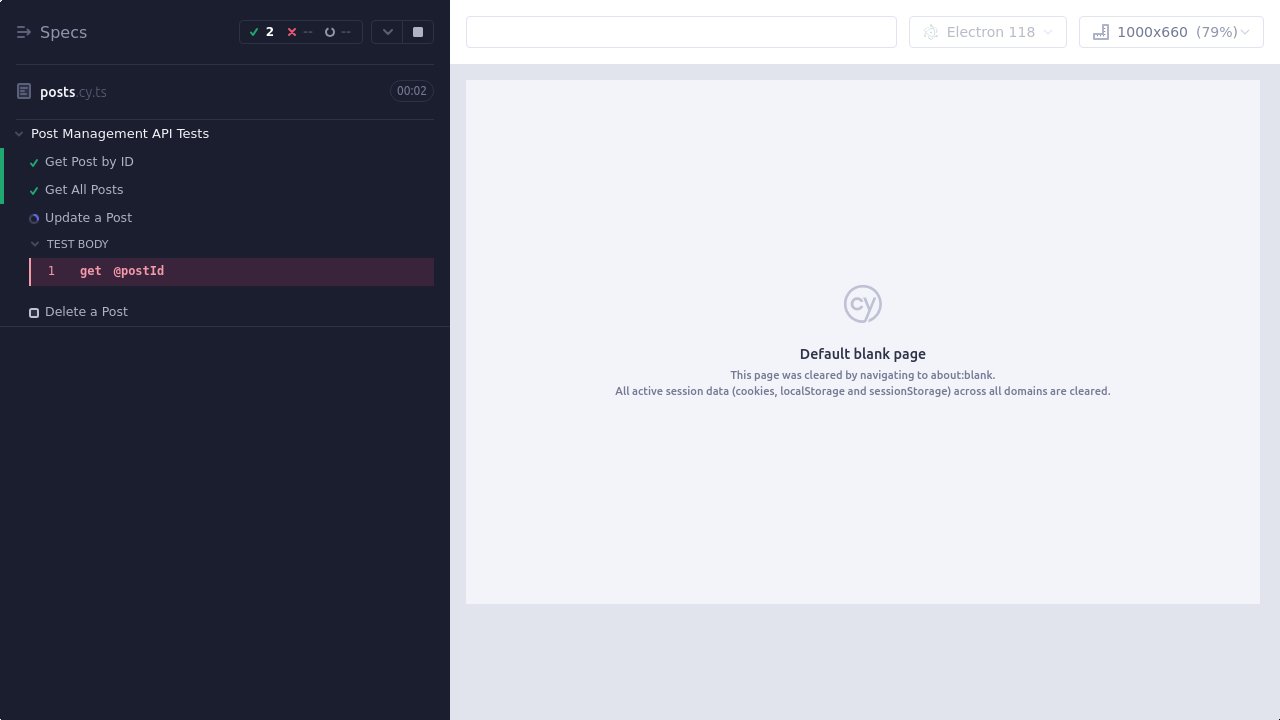 Specs
2
--
--
posts.cy.ts
00:02
Post Management API Tests
Get Post by ID
Get All Posts
Update a Post
TEST BODY
1 get @postId
Delete a Post
Electron 118
1000x660 (79%)
cy
Default blank page
This page was cleared by navigating to about:blank.
All active session data (cookies, localStorage and sessionStorage) across all domains are cleared.